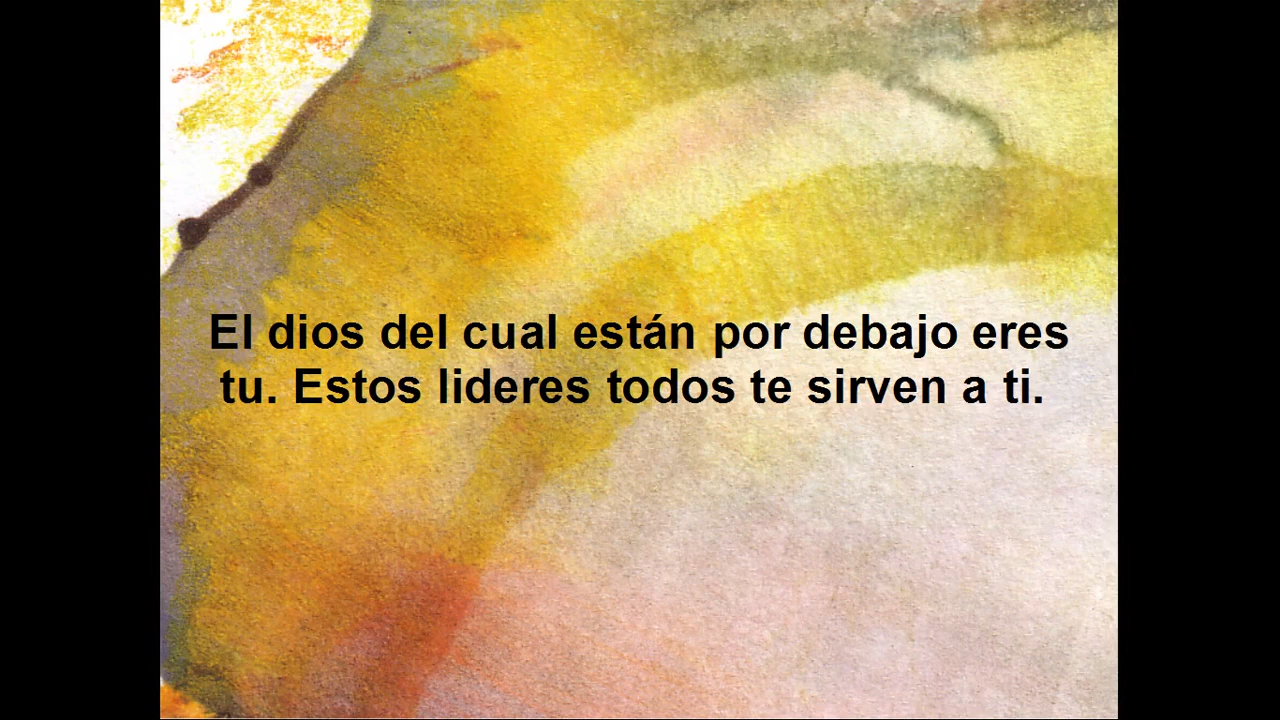 El dios del cual están por debajo eres
tu. Estos lideres todos te sirven a ti.